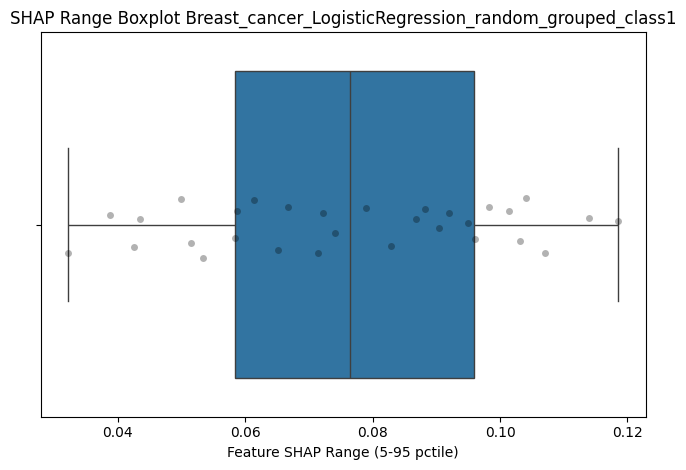 SHAP Range Boxplot Breast_cancer_LogisticRegression_random_grouped_class1
0.04 0.06 0.08 0.10 0.12
Feature SHAP Range (5-95 pctile)